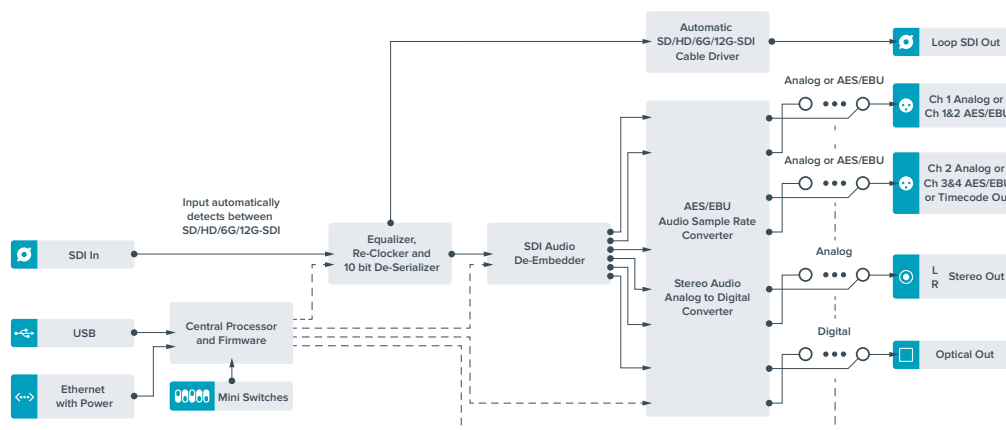 Automatic
SD/HD/6G/12G-SDI
Cable Driver
Loop SDI Out
Analog or AES/EBU
Ch 1 Analog or
Ch 1&2 AES/EBU
Analog or AES/EBU
Ch 2 Analog or
Ch 3&4 AES/EBU
or Timecode Ou
Input automatically
detects between
SD/HD/6G/12G-SDI
AES/EBU
Audio Sample Rate
Converter
Equalizer,
Re-Clocker and
10 bit De-Serializer
SDI Audio
De-Embedder
SDI In
Analog
L
R
Stereo Out
Stereo Audio
Analog to Digital
Converter
USB
Central Processor
and Firmware
Digital
Optical Out
Ethernet
with Power
Mini Switches